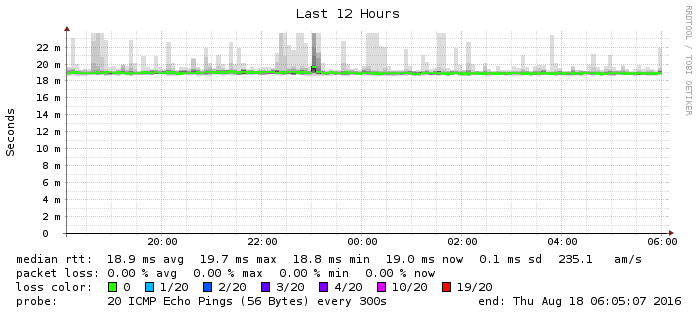 Last 12 Hours
RRDTOOL / TOBI OETIKER
Seconds
22 m
20 m
18 m
16 m
14 m
12 m
10 m
8 m
6 m
4 m
2 m
0
20:00 22:00 00:00 02:00 04:00 06:00
median rtt: 18.9 ms avg 19.7 ms max 18.8 ms min 19.0 ms now 0.1 ms sd 235.1 am/s
packet loss: 0.00 % avg 0.00 % max 0.00 % min 0.00 % now
loss color: 0 1/20 2/20 3/20 4/20 10/20 19/20
probe: 20 ICMP Echo Pings (56 Bytes) every 300s end: Thu Aug 18 06:05:07 2016